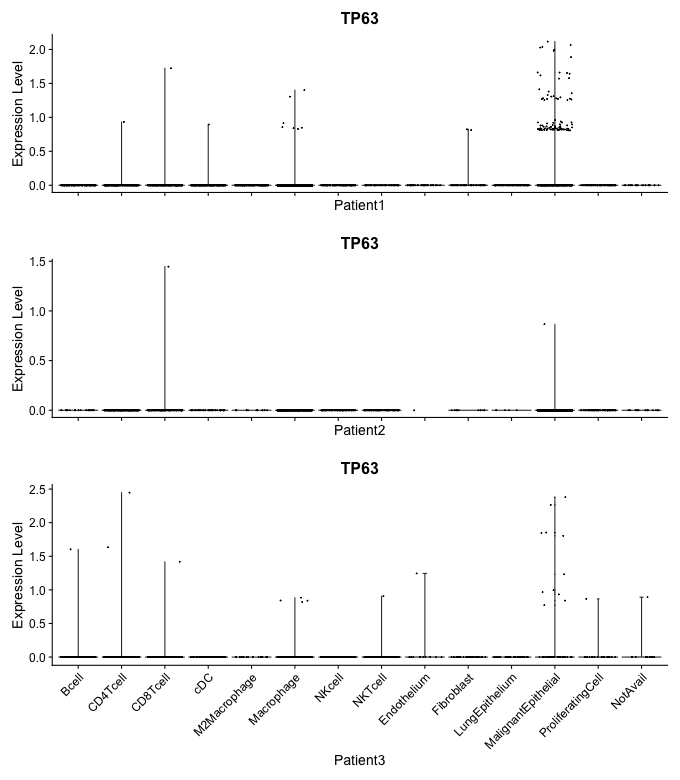 TP63
Expression Level
2.0
1.5
1.0
0.5
0.0
Patient1
TP63
Expression Level
1.5
1.0
0.5
0.0
Patient2
TP63
Expression Level
2.5
2.0
1.5
1.0
0.5
0.0
Bcell
CD4Tcell
CD8Tcell
cDC
M2Macrophage
Macrophage
NKcell
NKTcell
Endothelium
Fibroblast
LungEpithelium
MalignantEpithelial
ProliferatingCell
NotAvail
Patient3